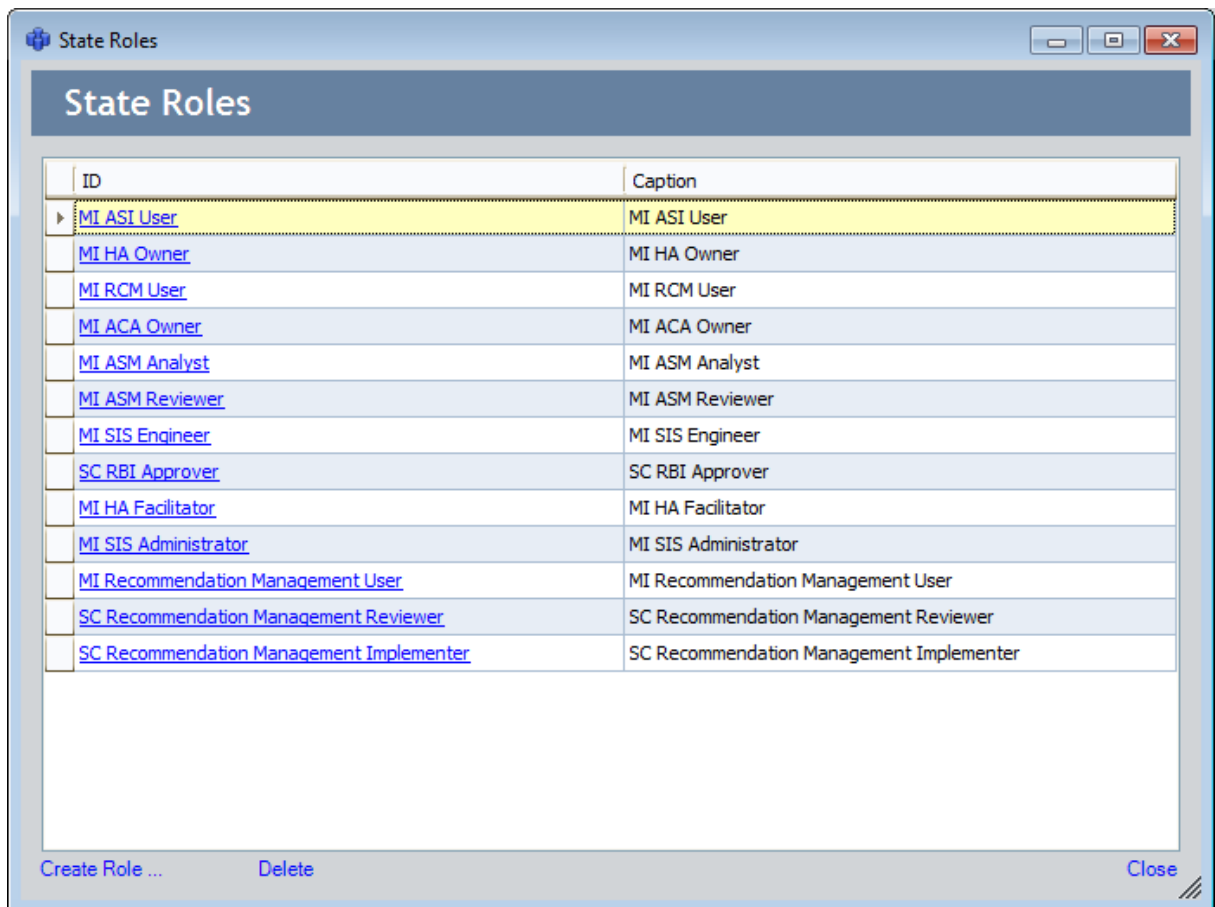 State Roles
State Roles
ID Caption
MI ASI User MI ASI User
MI HA Owner MI HA Owner
MI RCM User MI RCM User
MI ACA Owner MI ACA Owner
MI ASM Analyst MI ASM Analyst
MI ASM Reviewer MI ASM Reviewer
MI SIS Engineer MI SIS Engineer
SC RBI Approver SC RBI Approver
MI HA Facilitator MI HA Facilitator
MI SIS Administrator MI SIS Administrator
MI Recommendation Management User MI Recommendation Management User
SC Recommendation Management Reviewer SC Recommendation Management Reviewer
SC Recommendation Management Implementer SC Recommendation Management Implementer
Create Role ... Delete Close